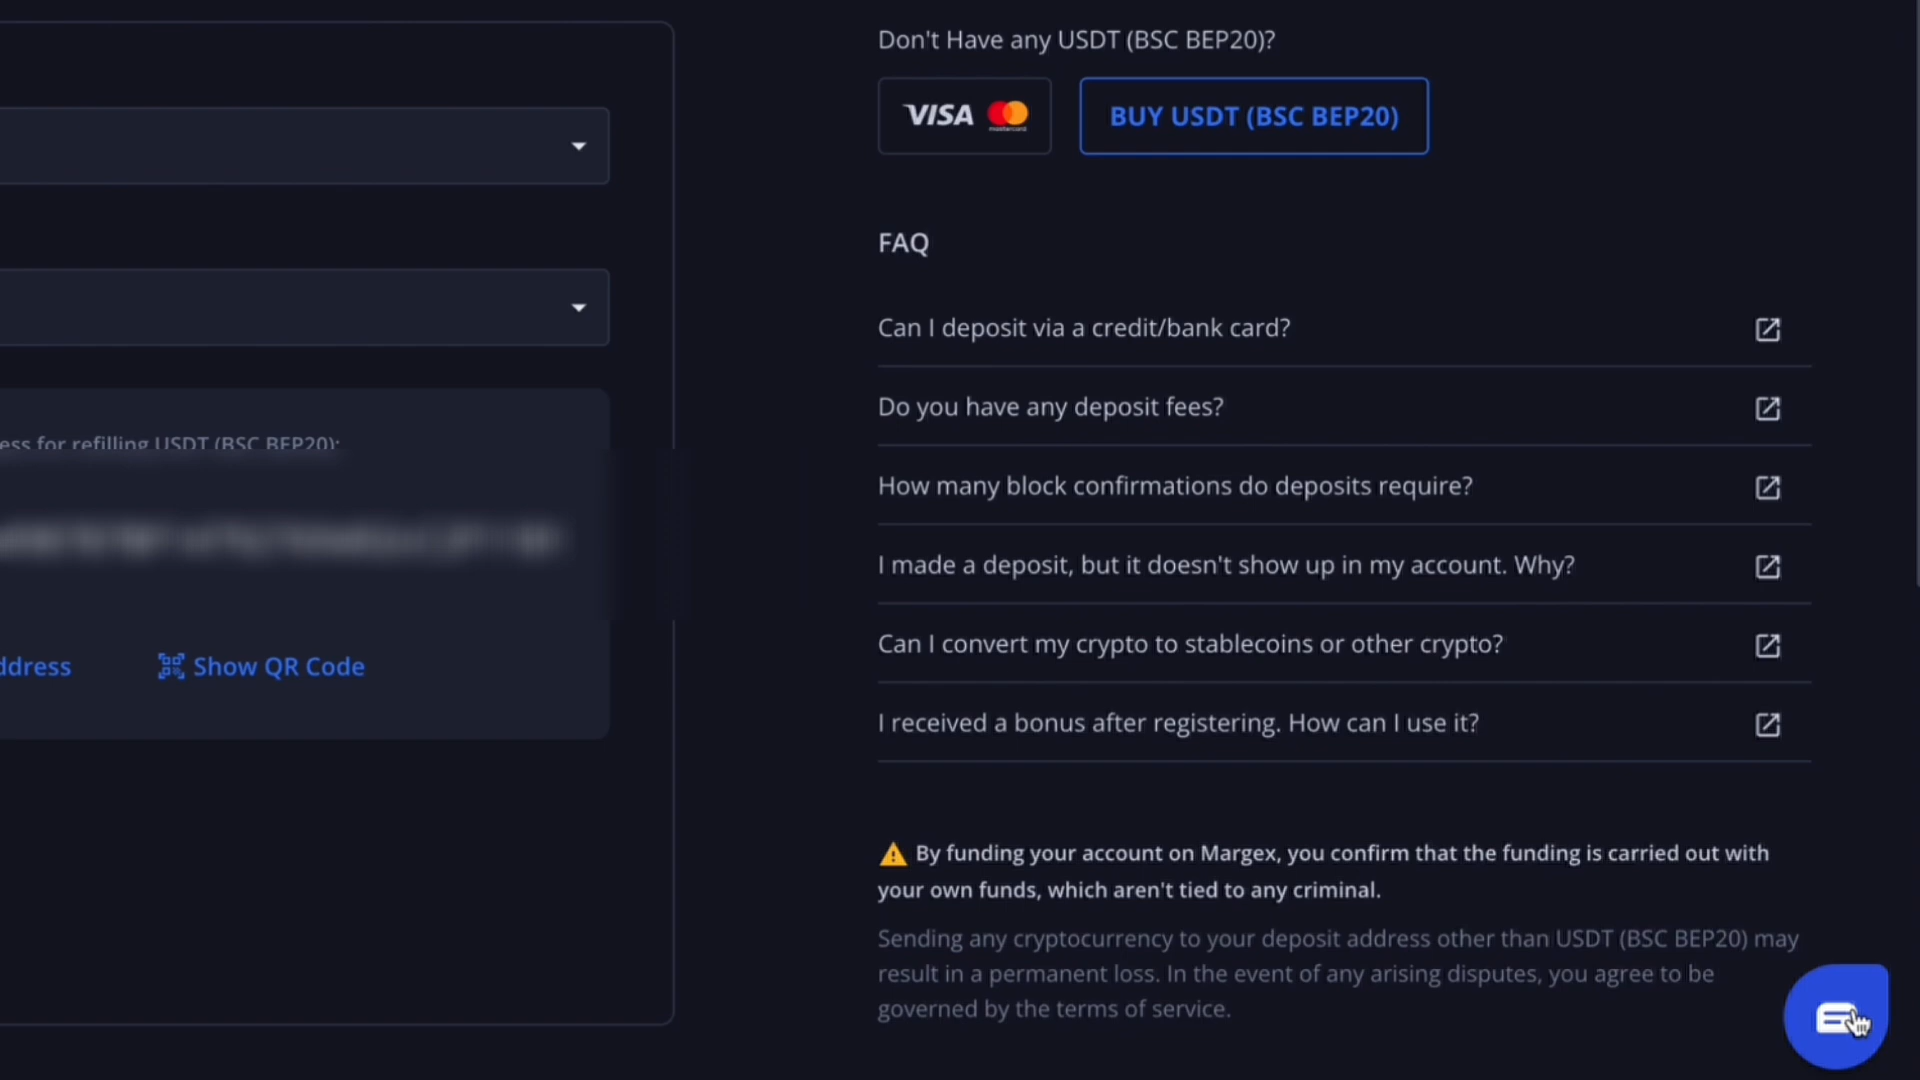 for refilling USDT (BSC BEP20):
Show QR Code
Don't Have any USDT (BSC BEP20)?
VISA mastercard
BUY USDT (BSC BEP20)
FAQ
Can I deposit via a credit/bank card?
Do you have any deposit fees?
How many block confirmations do deposits require?
I made a deposit, but it doesn't show up in my account. Why?
Can I convert my crypto to stablecoins or other crypto?
I received a bonus after registering. How can I use it?
By funding your account on Margex, you confirm that the funding is carried out with
your own funds, which aren't tied to any criminal.
Sending any cryptocurrency to your deposit address other than USDT (BSC BEP20) may
result in a permanent loss. In the event of any arising disputes, you agree to be
governed by the terms of service.